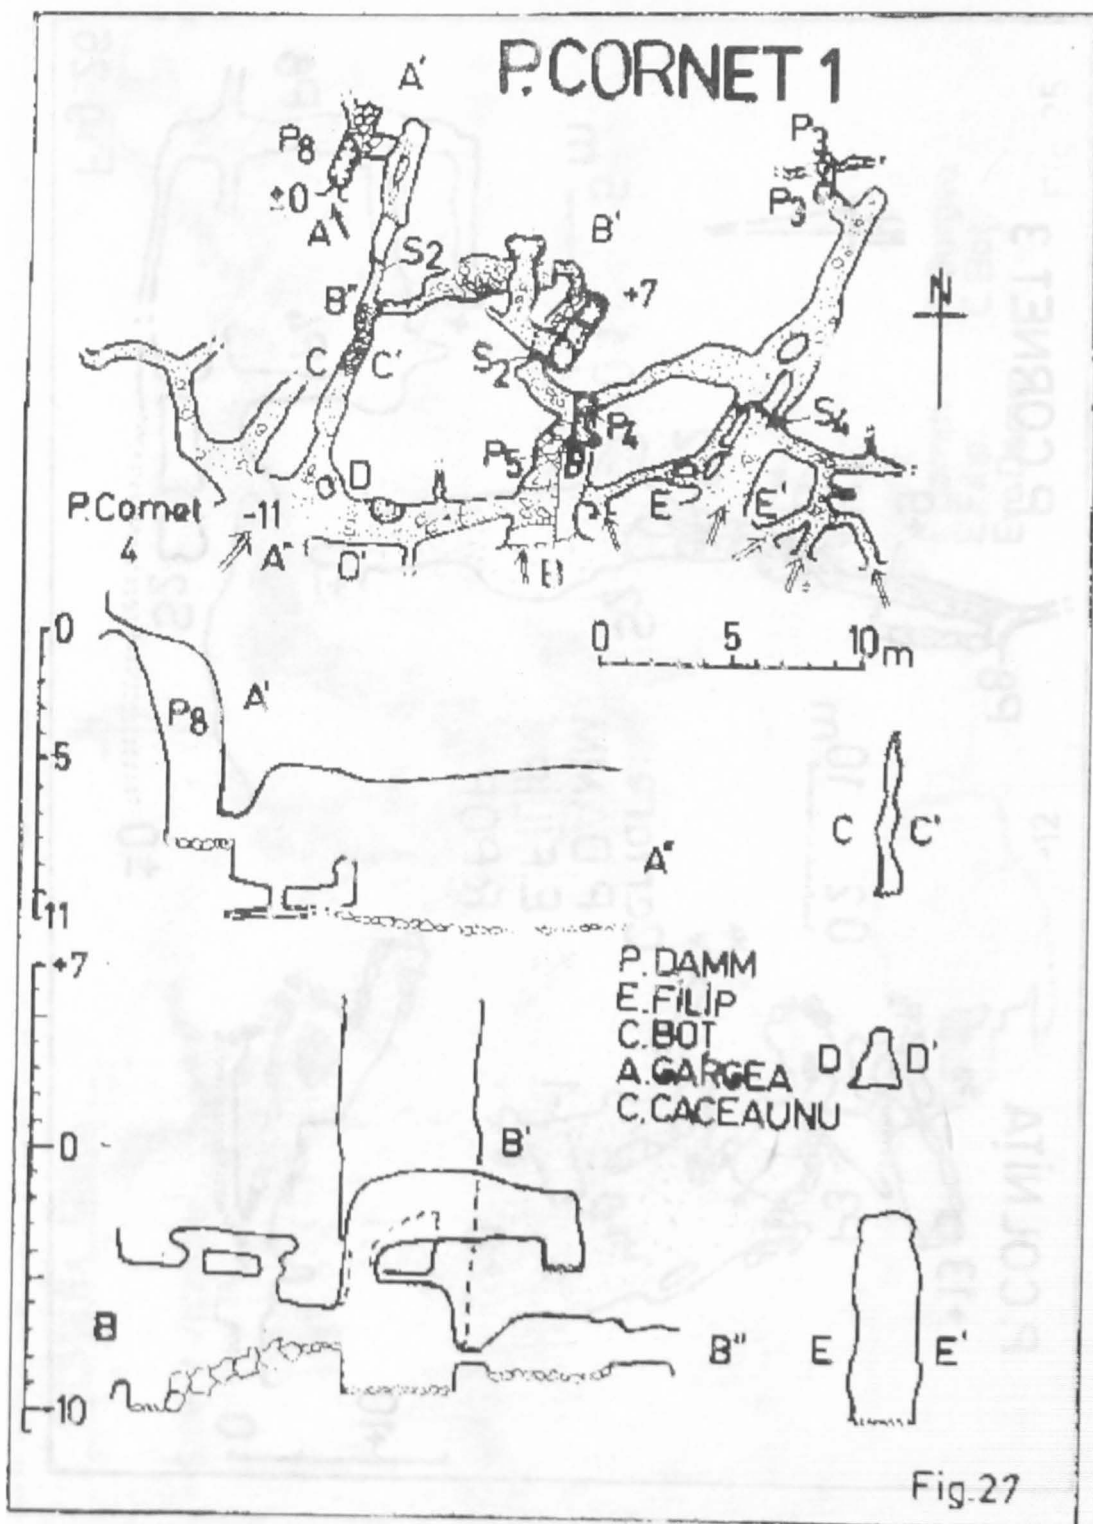 P. CORNET 1
A'
P8
±0
A
S2
B'
B"
+7
C C'
S2
P3
P3
N
P4
S4
P5
B'
D
E E'
P.Cornet
4
-11
A"
D'
B
0 5 10 m
0
5
11
P8
A'
A"
C C'
+7
0
-10
P. DAMM
E. FILIP
C. BOT
A. GARGEA
C. CACEAUNU
D D'
B'
B
B"
E E'
Fig. 27